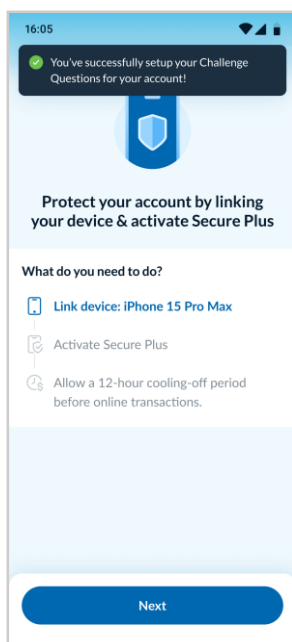 16:05
You've successfully setup your Challenge
Questions for your account!
Protect your account by linking
your device & activate Secure Plus
What do you need to do?
Link device: iPhone 15 Pro Max
Activate Secure Plus
Allow a 12-hour cooling-off period
before online transactions.
Next